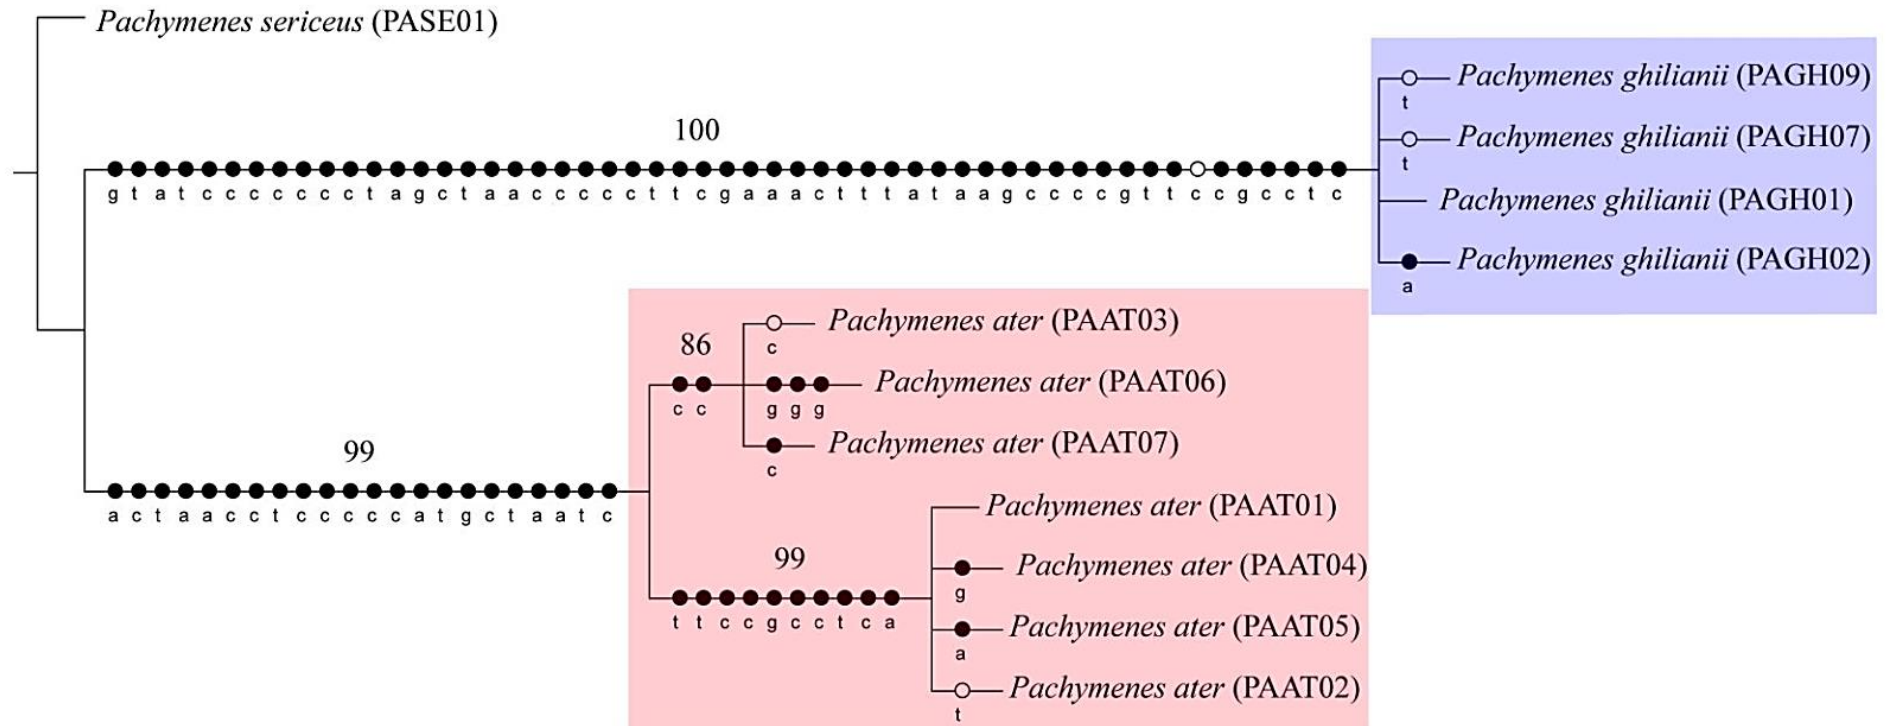 Pachymenes sericeus (PASE01)
Pachymenes ghilianii (PAGH09)
t
100
Pachymenes ghilianii (PAGH07)
t
g t a t c c c c c c c t a g c t a a c c c c c t t c g a a a c t t t a t a a g c c c c g t t c c g c c t c
Pachymenes ghilianii (PAGH01)
Pachymenes ghilianii (PAGH02)
a
Pachymenes ater (PAAT03)
c
86
Pachymenes ater (PAAT06)
c c g g g
Pachymenes ater (PAAT07)
c
99
a c t a a c c t c c c c c a t g c t a a t c
Pachymenes ater (PAAT01)
99
Pachymenes ater (PAAT04)
g
t t c c g c c t c a
Pachymenes ater (PAAT05)
a
Pachymenes ater (PAAT02)
t